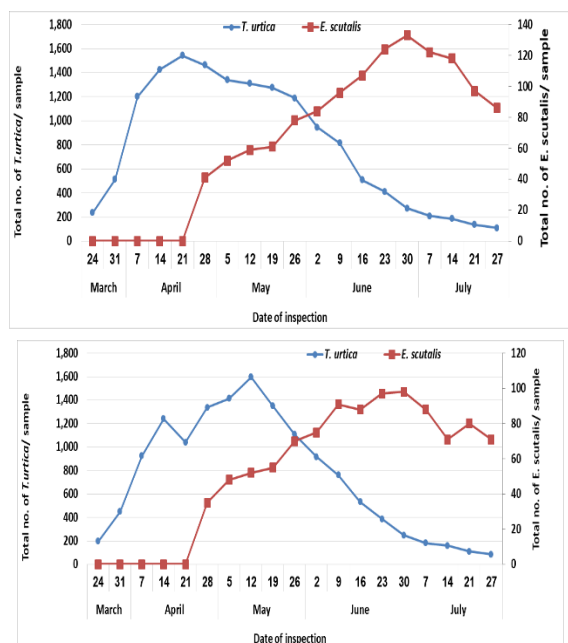 T. urtica E. scutalis
Total no. of T.urtica/ sample
1,800
1,600
1,400
1,200
1,000
800
600
400
200
0
140
120
100
80
60
40
20
0
Total no. of E. scutalis/ sample
24 31 7 14 21 28 5 12 19 26 2 9 16 23 30 7 14 21 27
March April May June July
Date of inspection
T. urtica E. scutalis
Total no. of T.urtica/ sample
1,800
1,600
1,400
1,200
1,000
800
600
400
200
0
120
100
80
60
40
20
0
Total no. of E. scutalis/ sample
24 31 7 14 21 28 5 12 19 26 2 9 16 23 30 7 14 21 27
March April May June July
Date of inspection